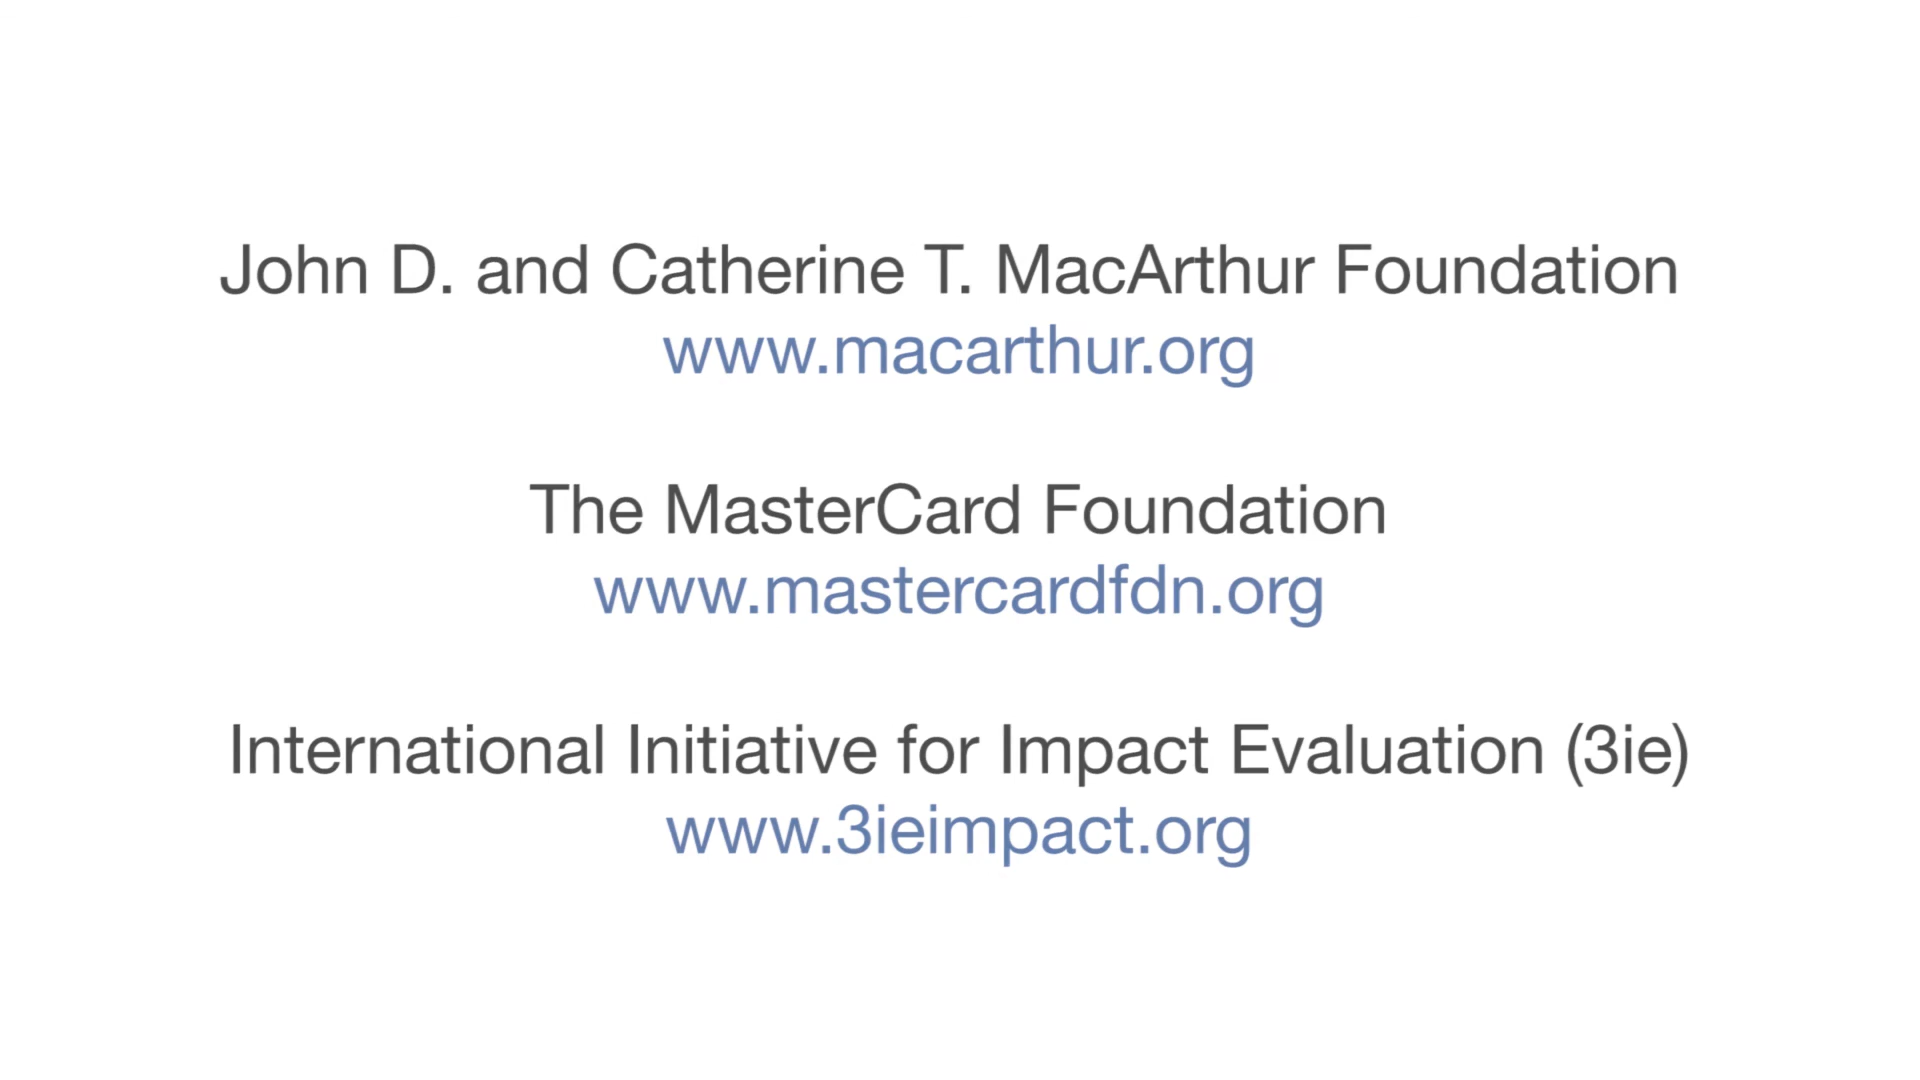 John D. and Catherine T. MacArthur Foundation
www.macarthur.org
The MasterCard Foundation
www.mastercardfdn.org
International Initiative for Impact Evaluation (3ie)
www.3ieimpact.org